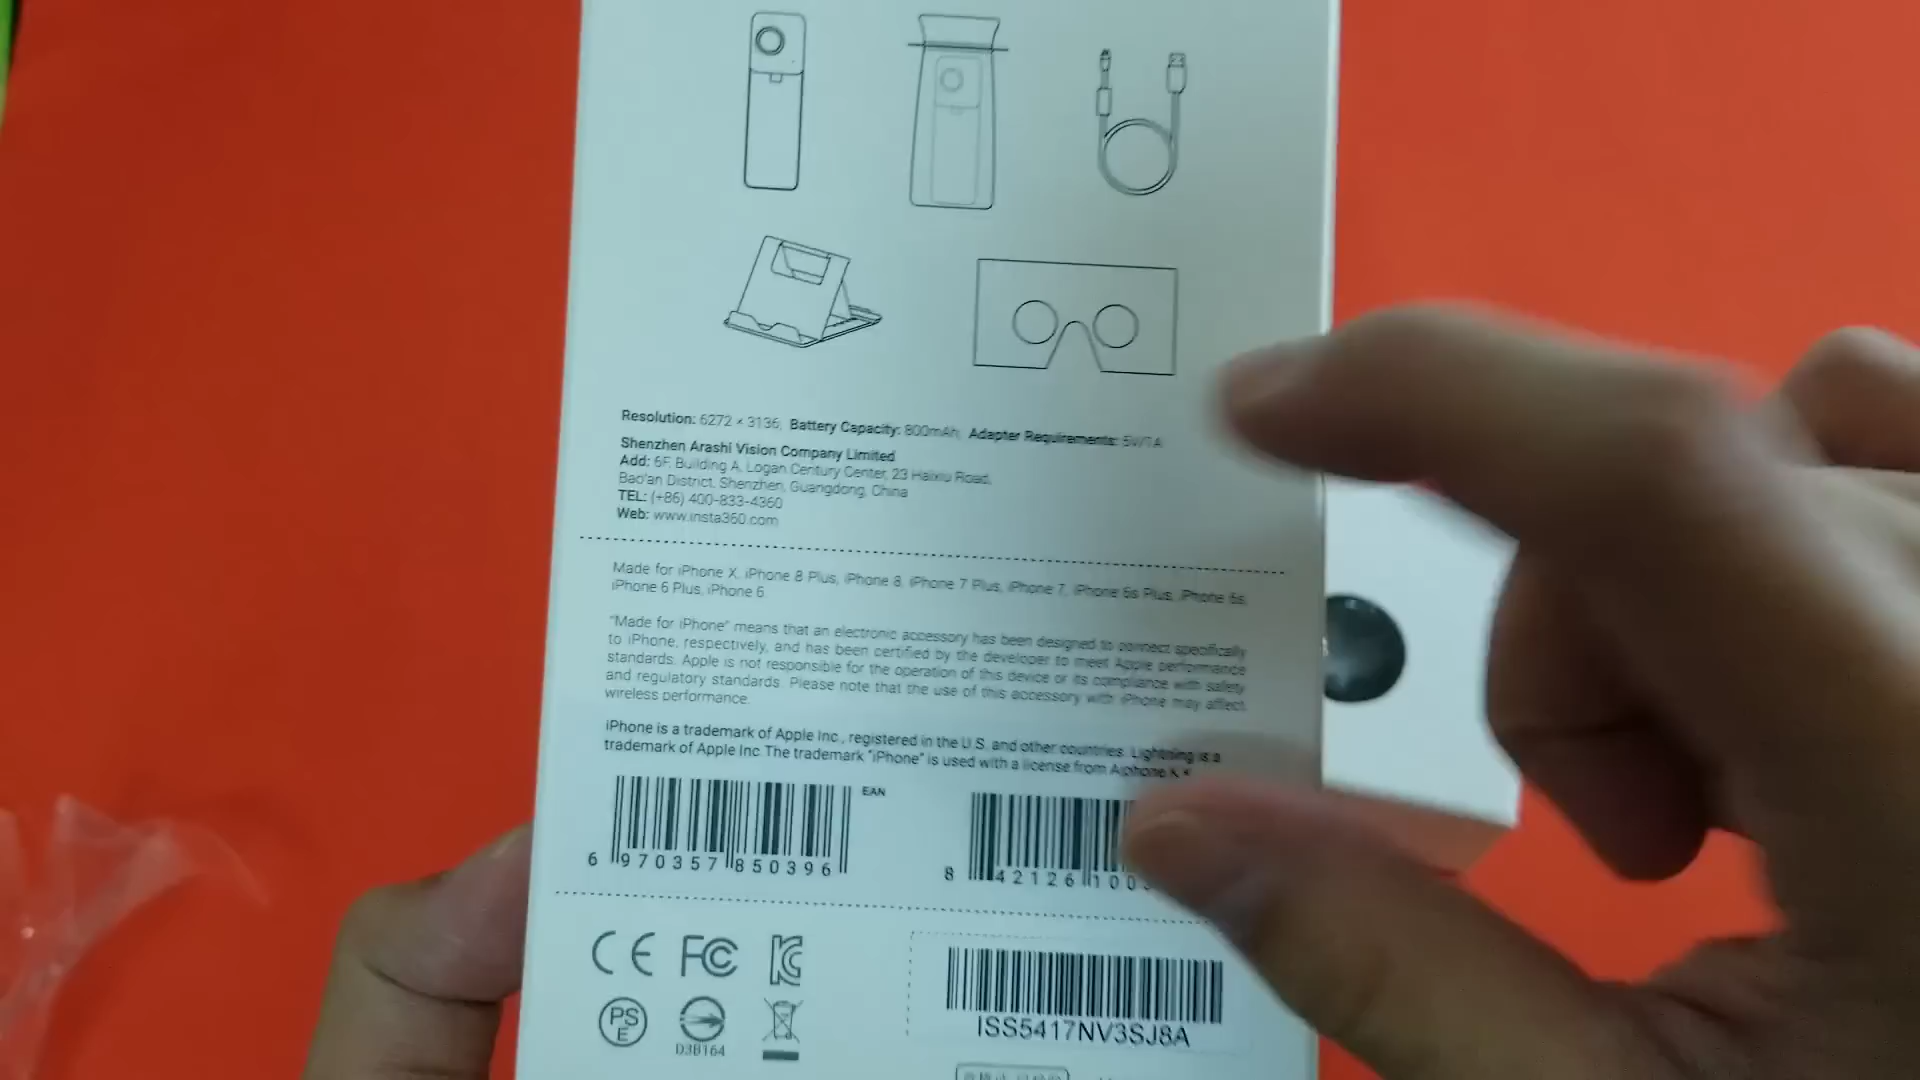 Resolution: 6272 × 3136, Battery Capacity: 800mAh, Adapter Requirements: 5V/1A
Shenzhen Arashi Vision Company Limited
Add: 6F, Building A, Logan Century Center, 23 Haixiu Road,
Bao'an District, Shenzhen, Guangdong, China
TEL: (+86) 400-833-4360
Web: www.insta360.com
Made for iPhone X, iPhone 8 Plus, iPhone 8, iPhone 7 Plus, iPhone 7, iPhone 6s Plus, iPhone 6s,
iPhone 6 Plus, iPhone 6
"Made for iPhone" means that an electronic accessory has been designed to connect specifically
to iPhone, respectively, and has been certified by the developer to meet Apple performance
standards. Apple is not responsible for the operation of this device or its compliance with safety
and regulatory standards. Please note that the use of this accessory with iPhone may affect
wireless performance.
iPhone is a trademark of Apple Inc., registered in the U.S. and other countries. Lightning is a
trademark of Apple Inc. The trademark "iPhone" is used with a license from Aiphone K.K
EAN
6 970357 850396
8 42126 100
CE FC
PS E
D3B164
ISS5417NV3SJ8A